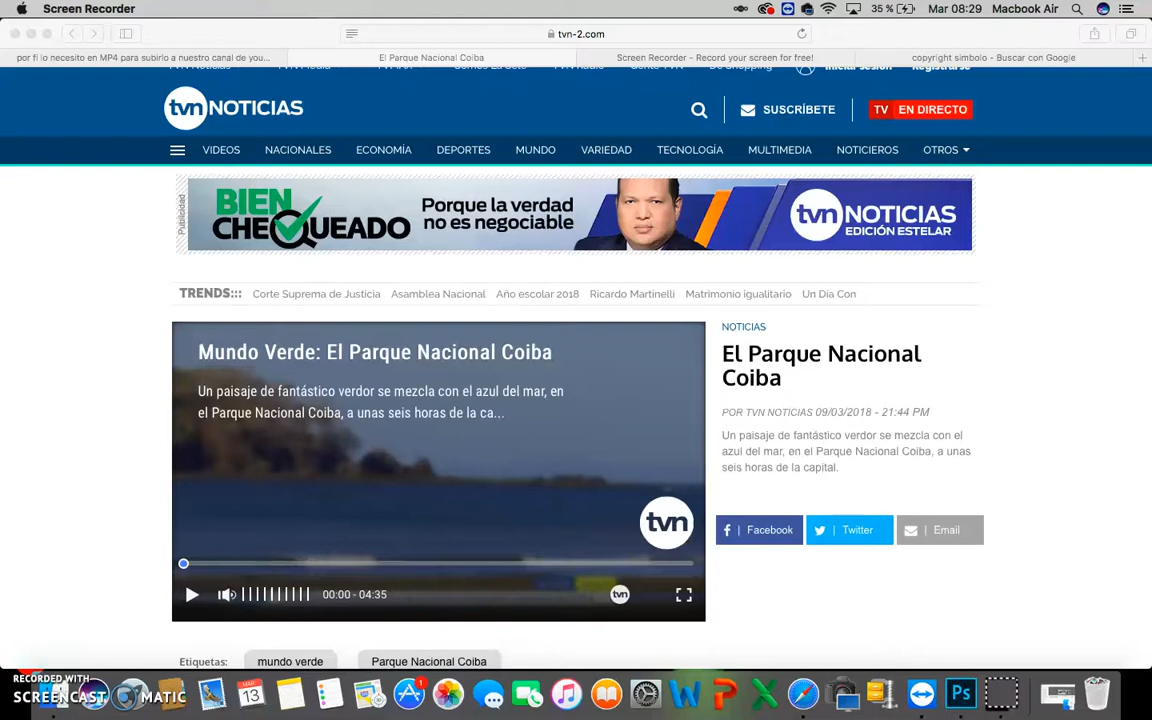 Screen Recorder
35 %
Mar 08:29
Macbook Air
tvn-2.com
por fi lo necesito en MP4 para subirlo a nuestro canal de you...
El Parque Nacional Coiba
Screen Recorder - Record your screen for free!
copyright simbolo - Buscar con Google
tvn NOTICIAS
SUSCRÍBETE
TV EN DIRECTO
VIDEOS
NACIONALES
ECONOMÍA
DEPORTES
MUNDO
VARIEDAD
TECNOLOGÍA
MULTIMEDIA
NOTICIEROS
OTROS
Publicidad
BIEN
CHEQUEADO
Porque la verdad
no es negociable
tvn NOTICIAS
EDICIÓN ESTELAR
TRENDS:::
Corte Suprema de Justicia
Asamblea Nacional
Año escolar 2018
Ricardo Martinelli
Matrimonio igualitario
Un Día Con
Mundo Verde: El Parque Nacional Coiba
Un paisaje de fantástico verdor se mezcla con el azul del mar, en
el Parque Nacional Coiba, a unas seis horas de la ca...
tvn
00:00 - 04:35
tvn
NOTICIAS
El Parque Nacional
Coiba
POR TVN NOTICIAS 09/03/2018 - 21:44 PM
Un paisaje de fantástico verdor se mezcla con el
azul del mar, en el Parque Nacional Coiba, a unas
seis horas de la capital.
Facebook
Twitter
Email
Etiquetas:
mundo verde
Parque Nacional Coiba
RECORDED WITH
SCREENCAST MATIC
MAR
13
1
Ps